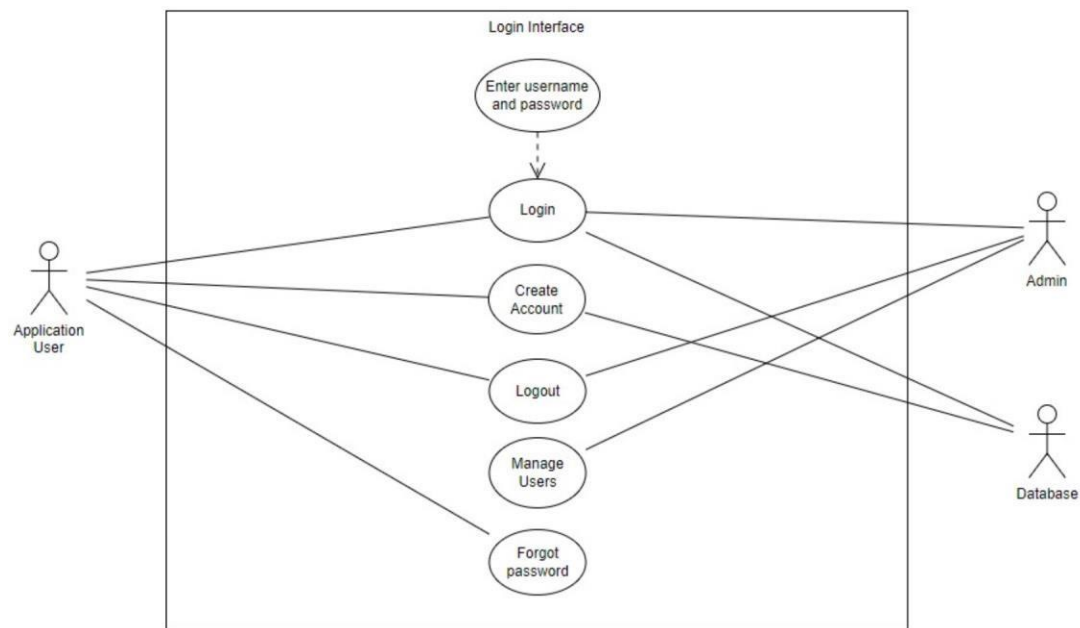 Login Interface
Enter username
and password
Login
Create
Account
Logout
Manage
Users
Forgot
password
Application
User
Admin
Database